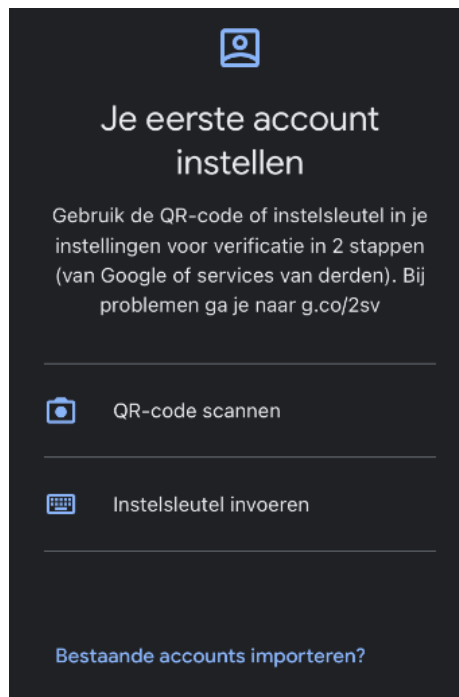 Je eerste account
instellen
Gebruik de QR-code of instelsleutel in je
instellingen voor verificatie in 2 stappen
(van Google of services van derden). Bij
problemen ga je naar g.co/2sv
QR-code scannen
Instelsleutel invoeren
Bestaande accounts importeren?